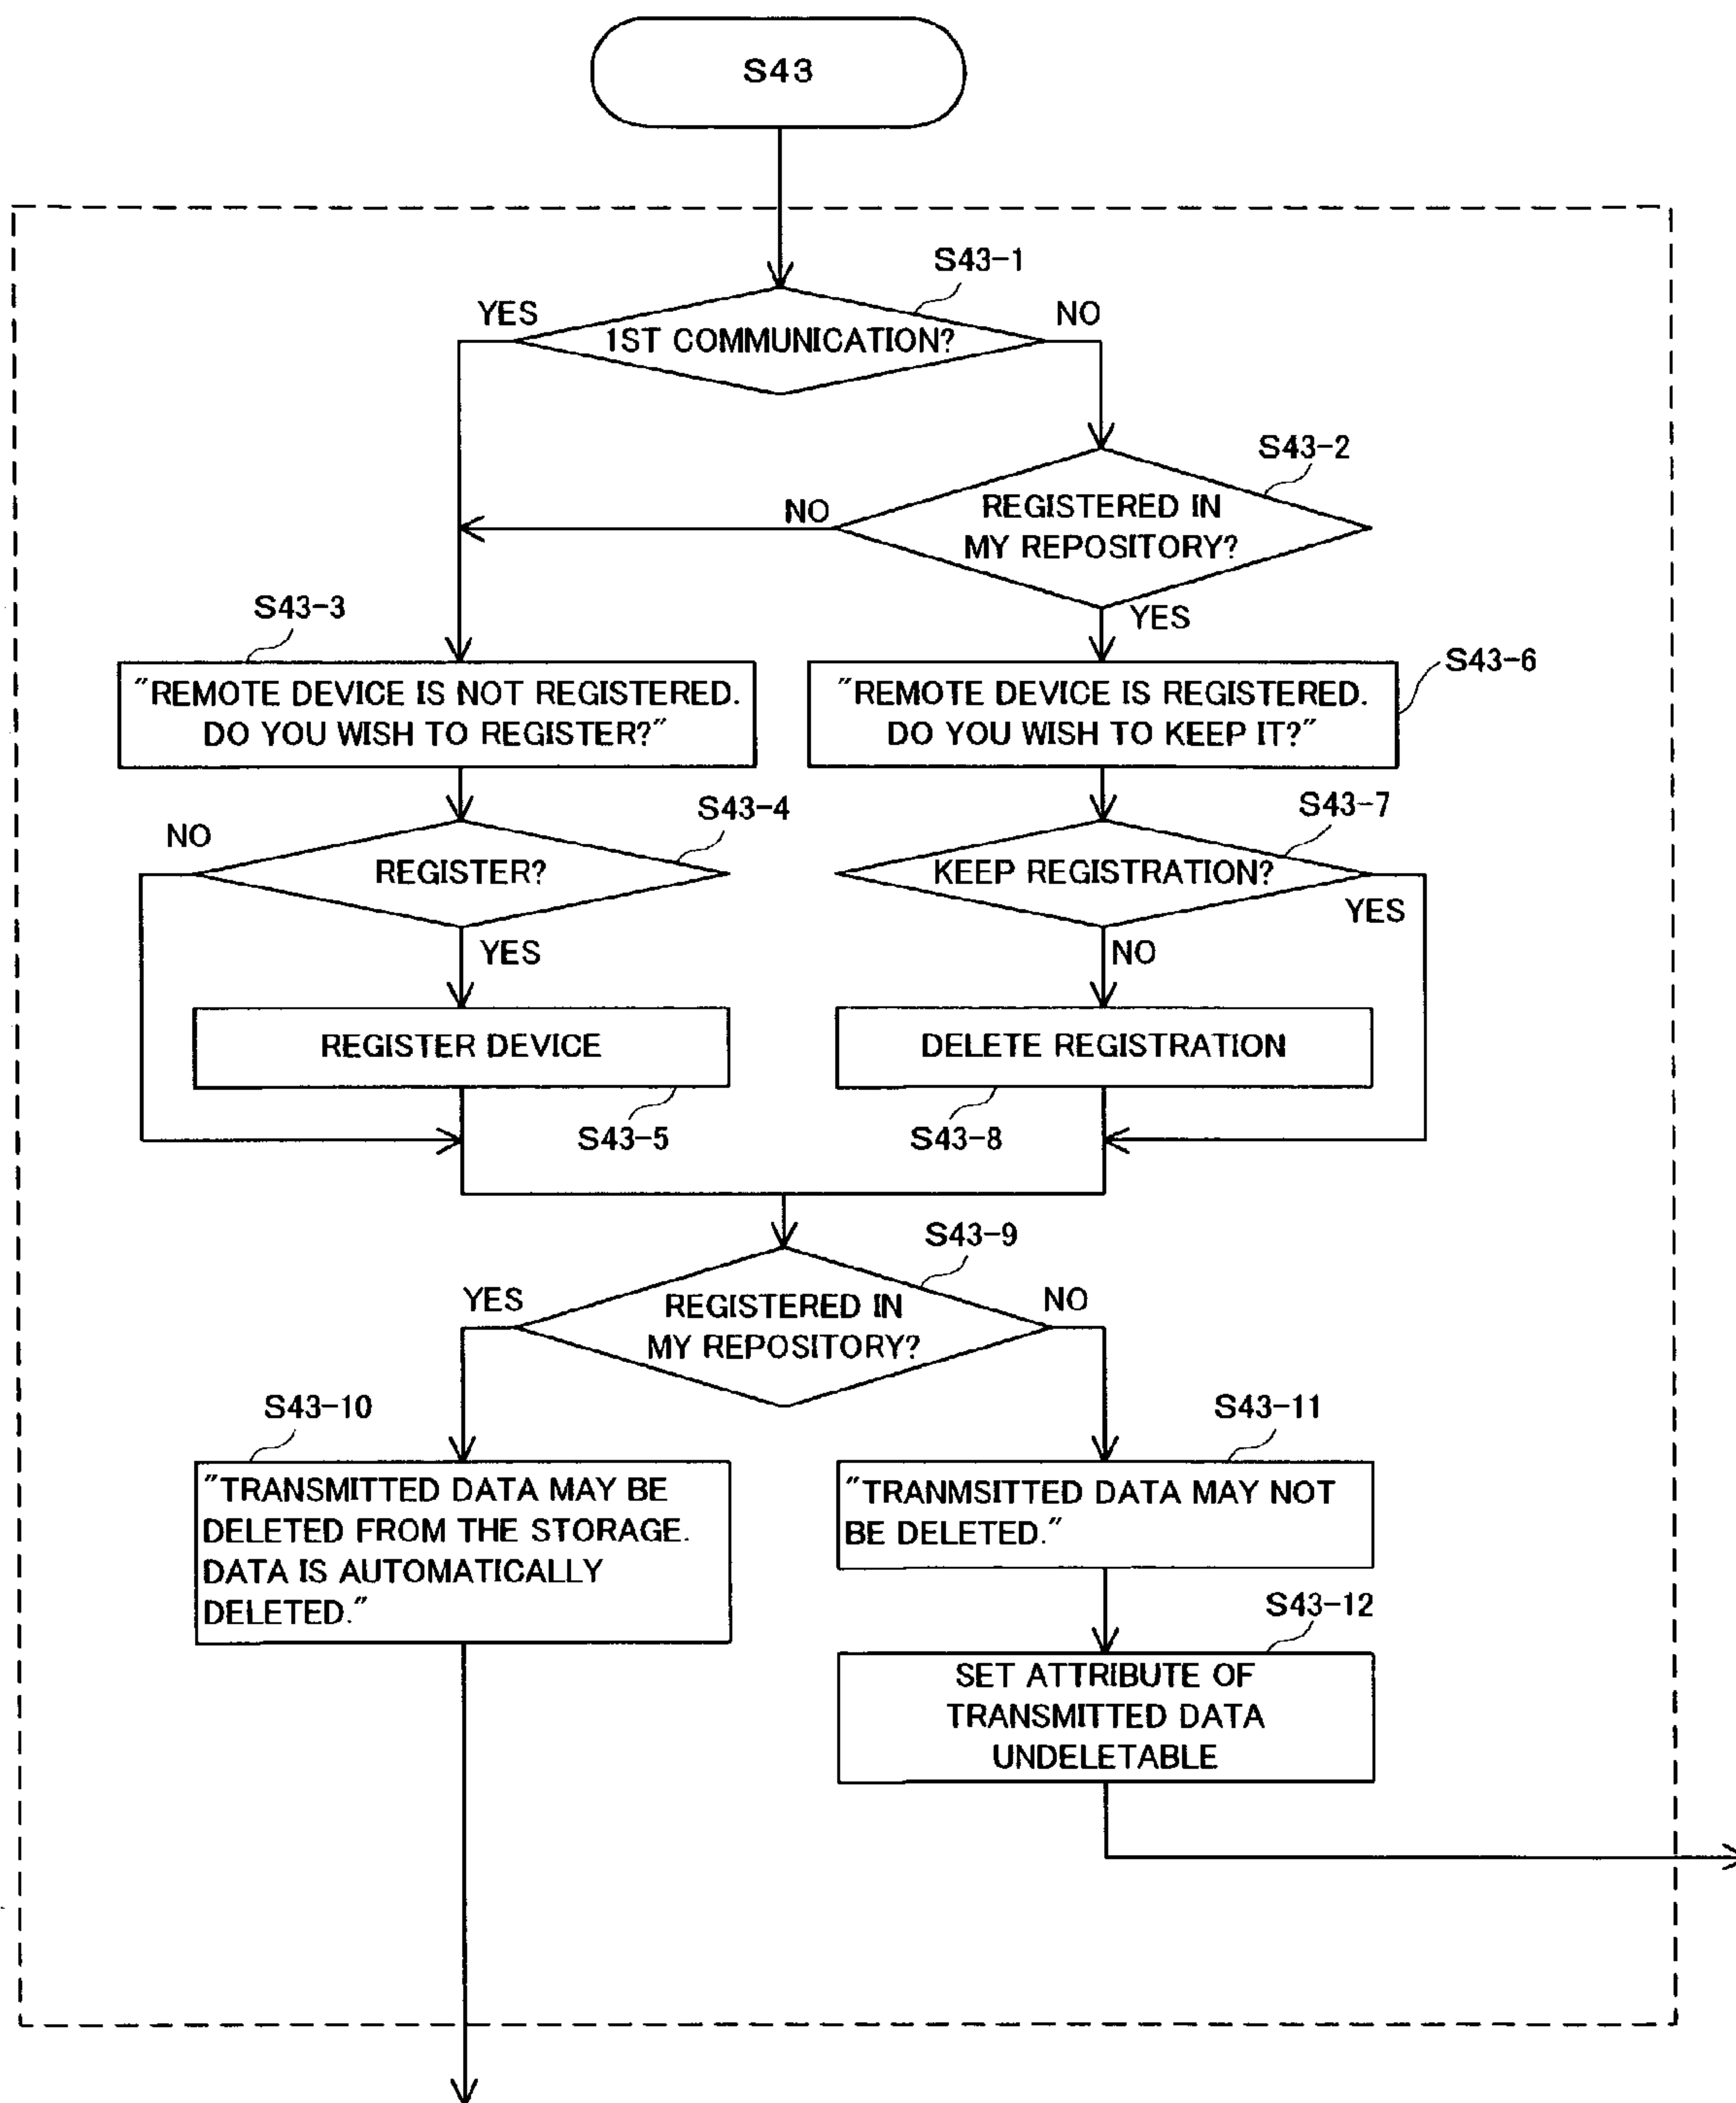 S43
S43-1
YES
NO
1ST COMMUNICATION?
S43-2
NO
REGISTERED IN
MY REPOSITORY?
YES
S43-3
"REMOTE DEVICE IS NOT REGISTERED.
DO YOU WISH TO REGISTER?"
S43-6
"REMOTE DEVICE IS REGISTERED.
DO YOU WISH TO KEEP IT?"
S43-4
NO
REGISTER?
YES
S43-7
KEEP REGISTRATION?
YES
NO
REGISTER DEVICE
S43-5
DELETE REGISTRATION
S43-8
S43-9
YES
NO
REGISTERED IN
MY REPOSITORY?
S43-10
"TRANSMITTED DATA MAY BE
DELETED FROM THE STORAGE.
DATA IS AUTOMATICALLY
DELETED."
S43-11
"TRANMSITTED DATA MAY NOT
BE DELETED."
S43-12
SET ATTRIBUTE OF
TRANSMITTED DATA
UNDELETABLE